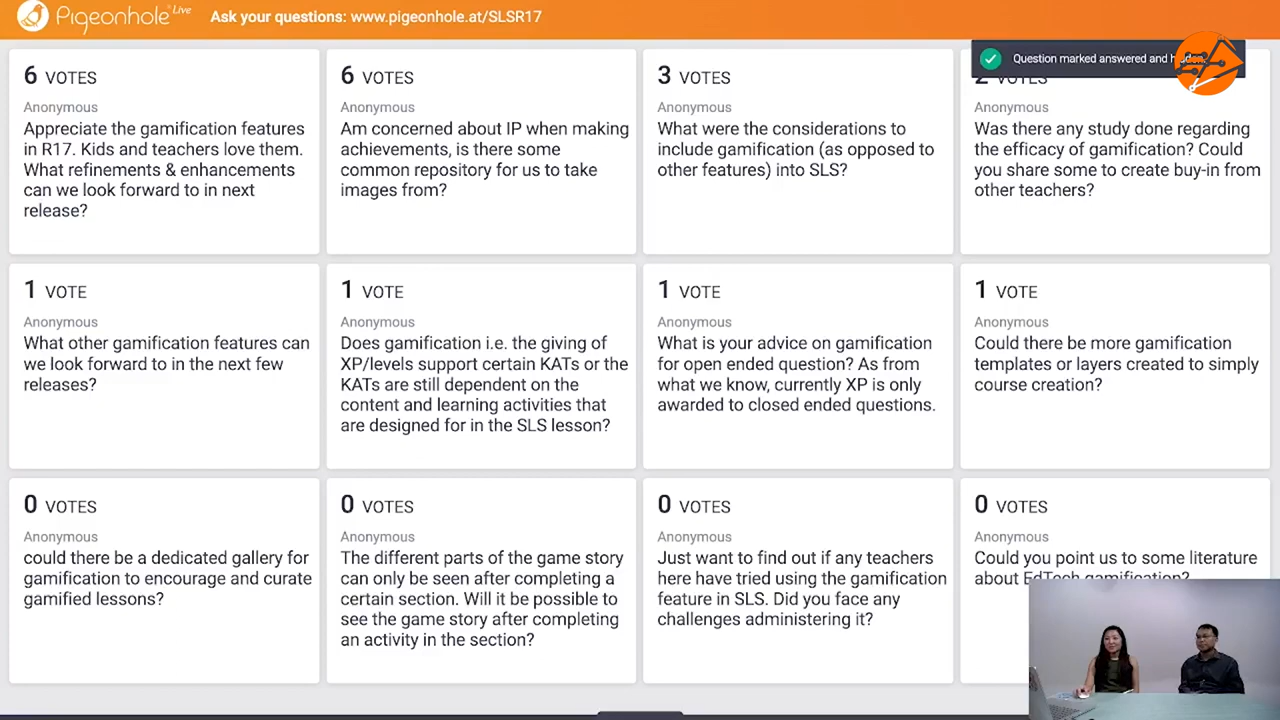 Pigeonhole Live
Ask your questions: www.pigeonhole.at/SLSR17
Question marked answered and
6 VOTES
Anonymous
Appreciate the gamification features
in R17. Kids and teachers love them.
What refinements & enhancements
can we look forward to in next
release?
6 VOTES
Anonymous
Am concerned about IP when making
achievements, is there some
common repository for us to take
images from?
3 VOTES
Anonymous
What were the considerations to
include gamification (as opposed to
other features) into SLS?
2 VOTES
Anonymous
Was there any study done regarding
the efficacy of gamification? Could
you share some to create buy-in from
other teachers?
1 VOTE
Anonymous
What other gamification features can
we look forward to in the next few
releases?
1 VOTE
Anonymous
Does gamification i.e. the giving of
XP/levels support certain KATs or the
KATs are still dependent on the
content and learning activities that
are designed for in the SLS lesson?
1 VOTE
Anonymous
What is your advice on gamification
for open ended question? As from
what we know, currently XP is only
awarded to closed ended questions.
1 VOTE
Anonymous
Could there be more gamification
templates or layers created to simply
course creation?
0 VOTES
Anonymous
could there be a dedicated gallery for
gamification to encourage and curate
gamified lessons?
0 VOTES
Anonymous
The different parts of the game story
can only be seen after completing a
certain section. Will it be possible to
see the game story after completing
an activity in the section?
0 VOTES
Anonymous
Just want to find out if any teachers
here have tried using the gamification
feature in SLS. Did you face any
challenges administering it?
0 VOTES
Anonymous
Could you point us to some literature
about EdTech gamification?